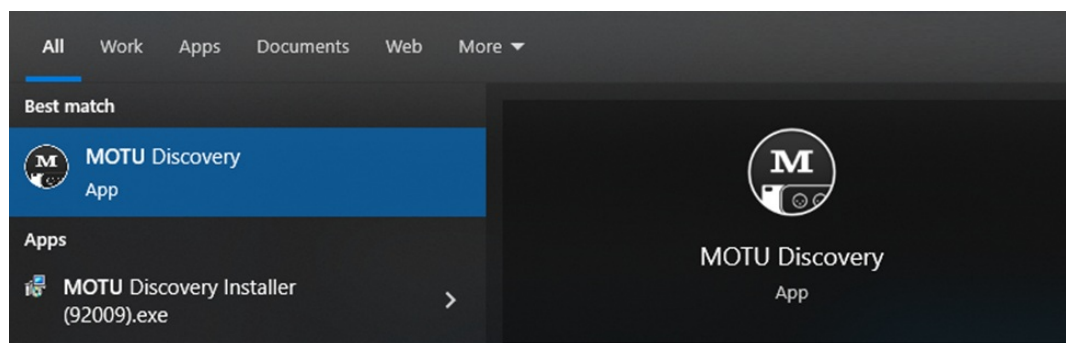 All Work Apps Documents Web More
Best match
M
MOTU Discovery
App
Apps
MOTU Discovery Installer
(92009).exe
M
MOTU Discovery
App